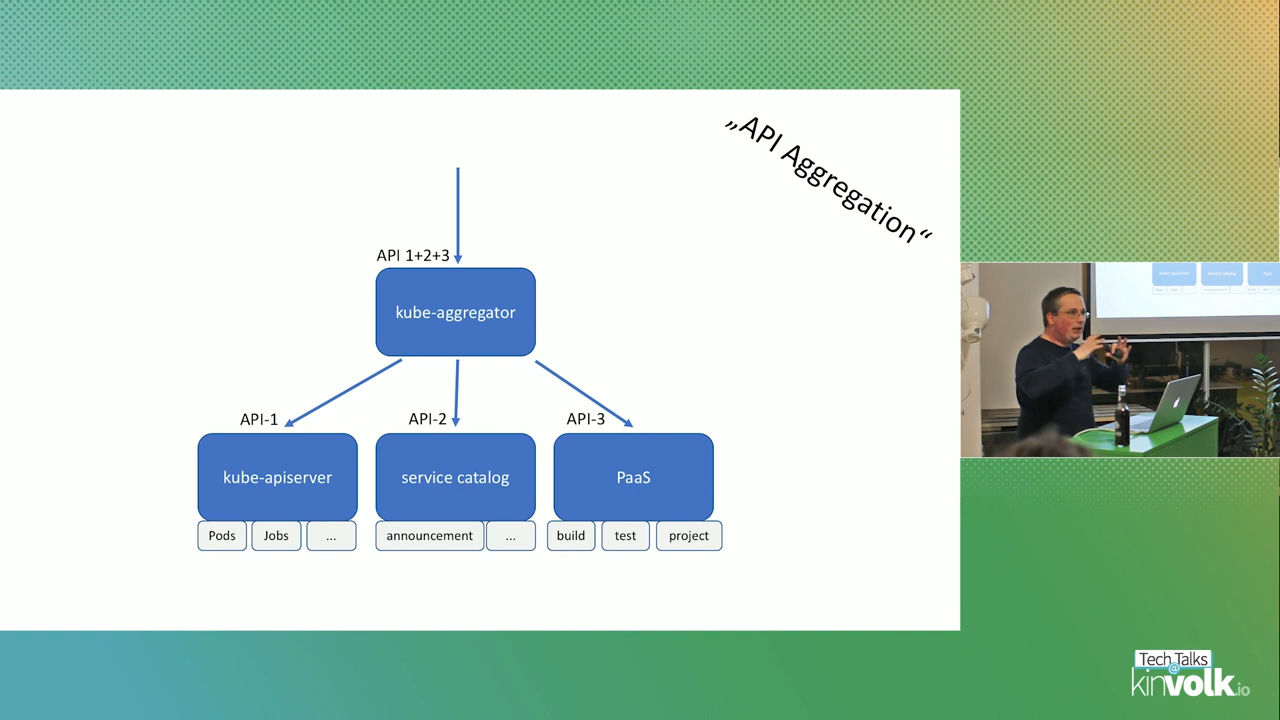 „API Aggregation“
API 1+2+3
kube-aggregator
API-1
API-2
API-3
kube-apiserver
service catalog
PaaS
Pods
Jobs
...
announcement
...
build
test
project
Tech Talks
@
kinvolk.io